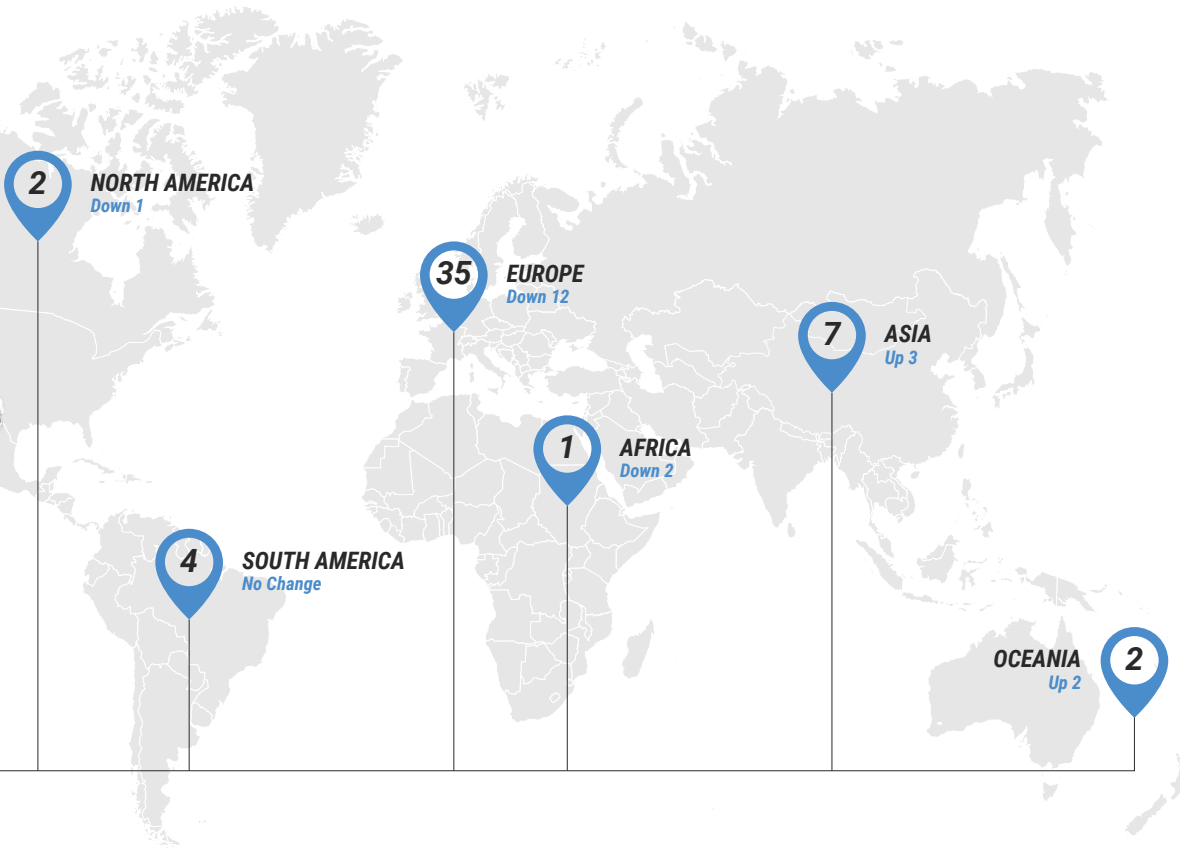 2
NORTH AMERICA
Down 1
35
EUROPE
Down 12
7
ASIA
Up 3
1
AFRICA
Down 2
4
SOUTH AMERICA
No Change
OCEANIA
Up 2
2